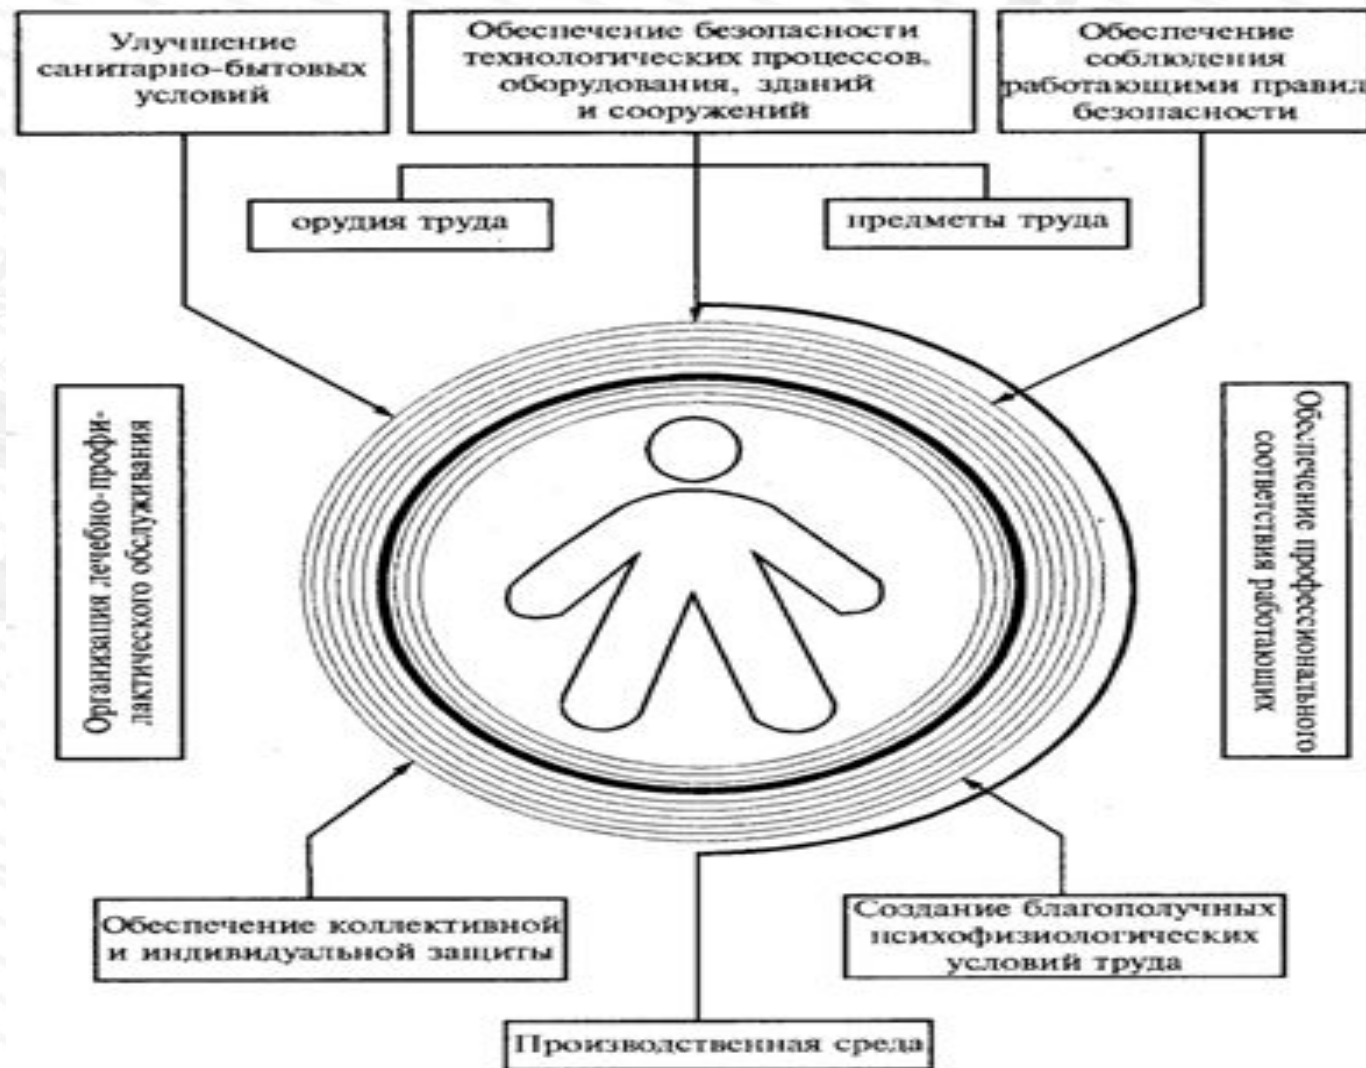 Улучшение
санитарно-бытовых
условий
Обеспечение безопасности
технологических процессов,
оборудования, зданий
и сооружений
Обеспечение
соблюдения
работающими правил
безопасности
орудия труда
предметы труда
Организация лечебно-профи-
лактического обслуживания
Обеспечение профессионального
соответствия работающих
Обеспечение коллективной
и индивидуальной защиты
Создание благополучных
психофизиологических
условий труда
Производственная среда